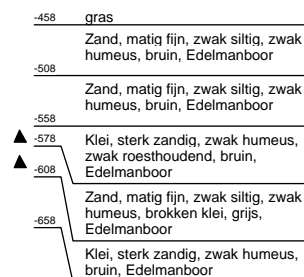 -458 gras
Zand, matig fijn, zwak siltig, zwak
humeus, bruin, Edelmanboor
-508
Zand, matig fijn, zwak siltig, zwak
humeus, bruin, Edelmanboor
-558
-578 Klei, sterk zandig, zwak humeus,
zwak roesthoudend, bruin,
Edelmanboor
-608
Zand, matig fijn, zwak siltig, zwak
humeus, brokken klei, grijs,
Edelmanboor
-658
Klei, sterk zandig, zwak humeus,
bruin, Edelmanboor